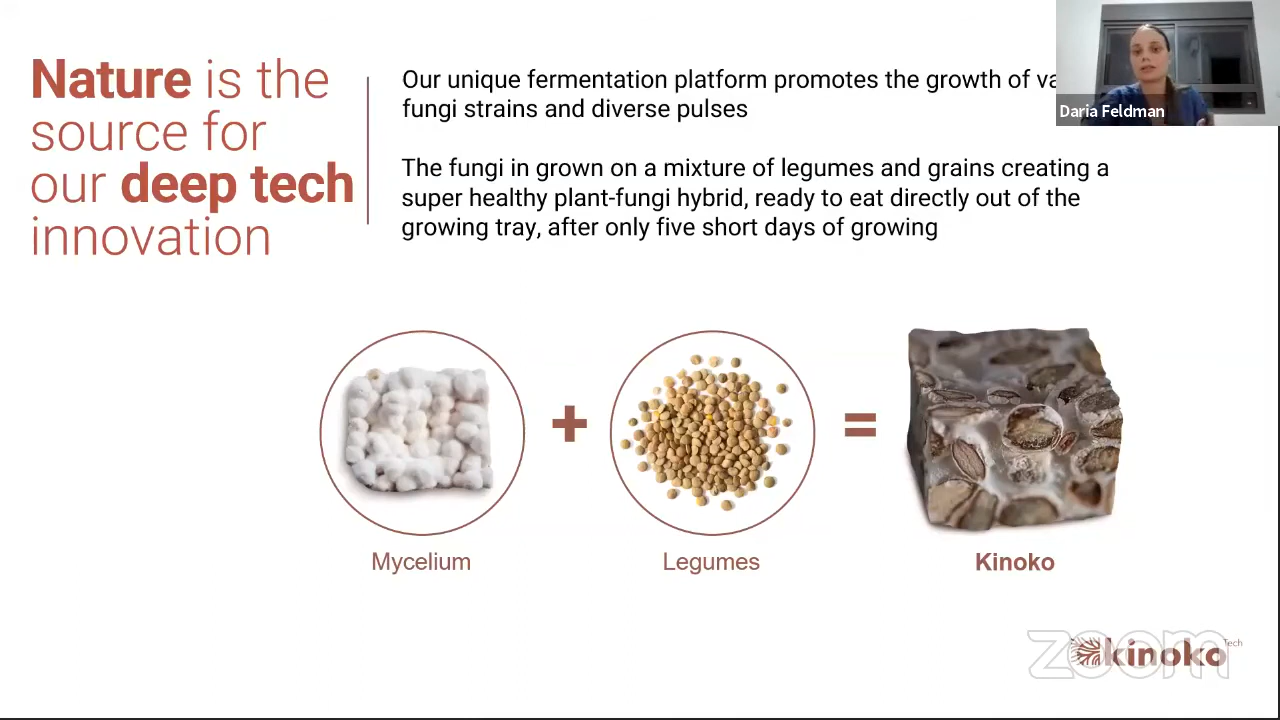 Nature is the
source for
our deep tech
innovation
Our unique fermentation platform promotes the growth of
fungi strains and diverse pulses
The fungi in grown on a mixture of legumes and grains creating a
super healthy plant-fungi hybrid, ready to eat directly out of the
growing tray, after only five short days of growing
Daria Feldman
+
=
Mycelium
Legumes
Kinoko
kinoko Tech
zoom